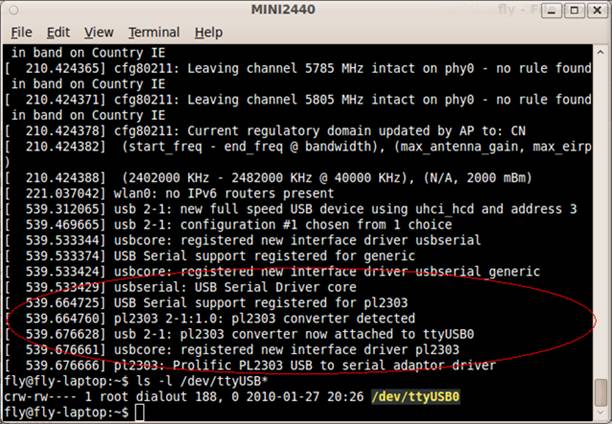 MINI2440
File Edit View Terminal Help
in band on Country IE
[  210.424365] cfg80211: Leaving channel 5785 MHz intact on phy0 - no rule found
in band on Country IE
[  210.424371] cfg80211: Leaving channel 5805 MHz intact on phy0 - no rule found
in band on Country IE
[  210.424378] cfg80211: Current regulatory domain updated by AP to: CN
[  210.424382]  (start_freq - end_freq @ bandwidth), (max_antenna_gain, max_eirp
)
[  210.424388]  (2402000 KHz - 2482000 KHz @ 40000 KHz), (N/A, 2000 mBm)
[  221.037042] wlan0: no IPv6 routers present
[  539.312065] usb 2-1: new full speed USB device using uhci_hcd and address 3
[  539.469665] usb 2-1: configuration #1 chosen from 1 choice
[  539.533344] usbcore: registered new interface driver usbserial
[  539.533374] USB Serial support registered for generic
[  539.533424] usbcore: registered new interface driver usbserial_generic
[  539.533429] usbserial: USB Serial Driver core
[  539.664725] USB Serial support registered for pl2303
[  539.664760] pl2303 2-1:1.0: pl2303 converter detected
[  539.676628] usb 2-1: pl2303 converter now attached to ttyUSB0
[  539.676661] usbcore: registered new interface driver pl2303
[  539.676666] pl2303: Prolific PL2303 USB to serial adaptor driver
fly@fly-laptop:~$ ls -l /dev/ttyUSB*
crw-rw---- 1 root dialout 188, 0 2010-01-27 20:26 /dev/ttyUSB0
fly@fly-laptop:~$